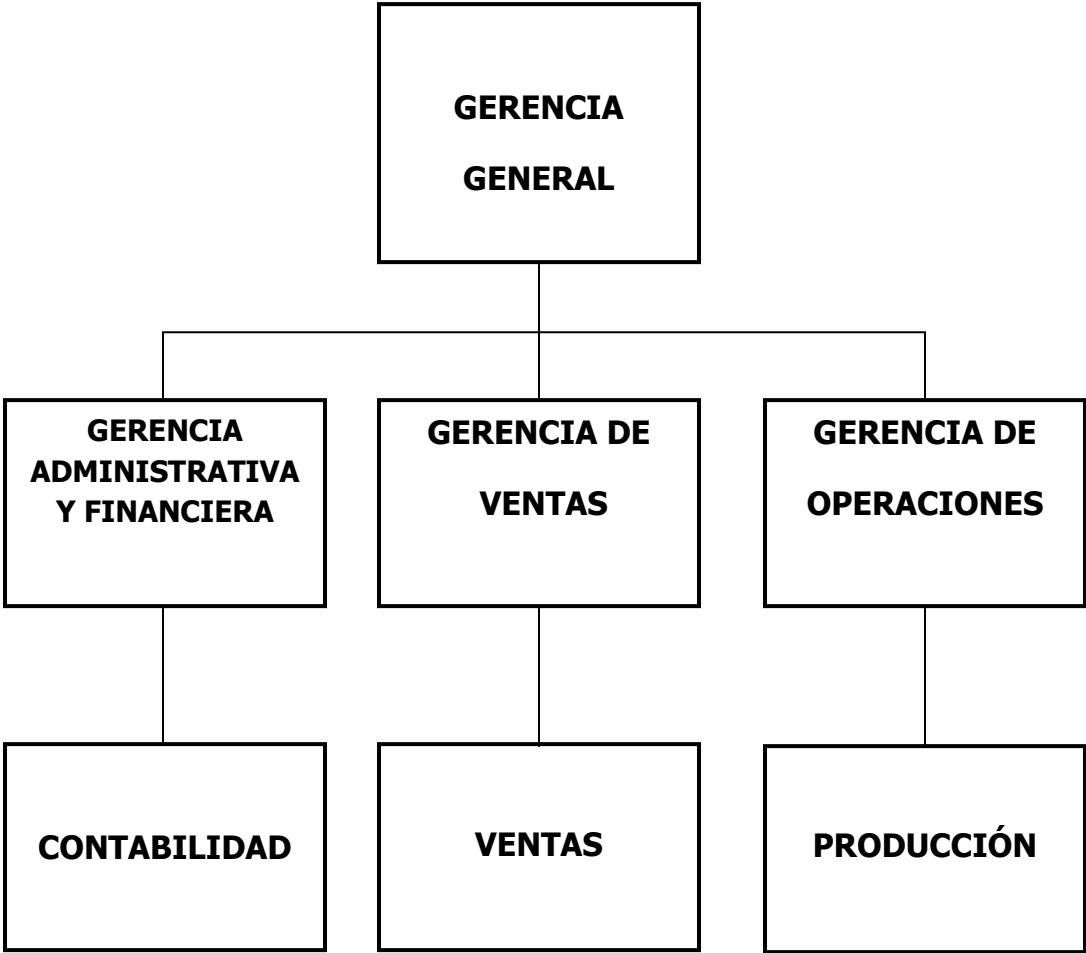 GERENCIA
GENERAL
GERENCIA
ADMINISTRATIVA
Y FINANCIERA
GERENCIA DE
VENTAS
GERENCIA DE
OPERACIONES
CONTABILIDAD
VENTAS
PRODUCCIÓN